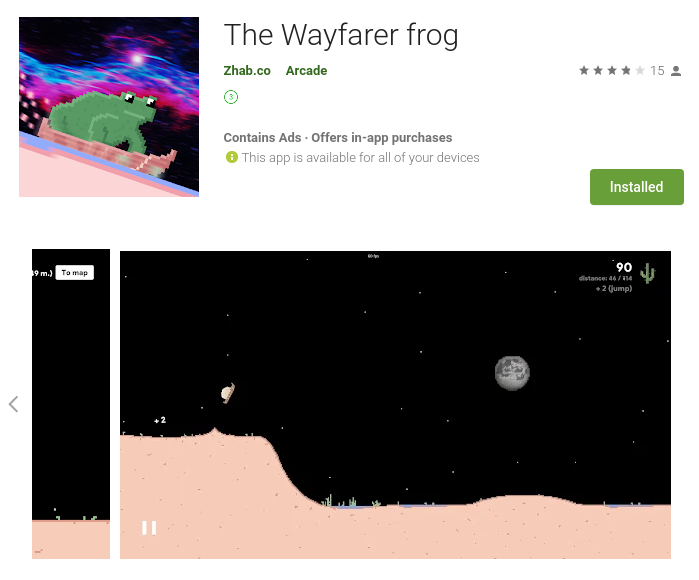 The Wayfarer frog
Zhab.co Arcade
15
3
Contains Ads · Offers in-app purchases
This app is available for all of your devices
Installed
49 m.) To map
60 fps
90
distance: 46 / 814
+ 2 (jump)
+ 2